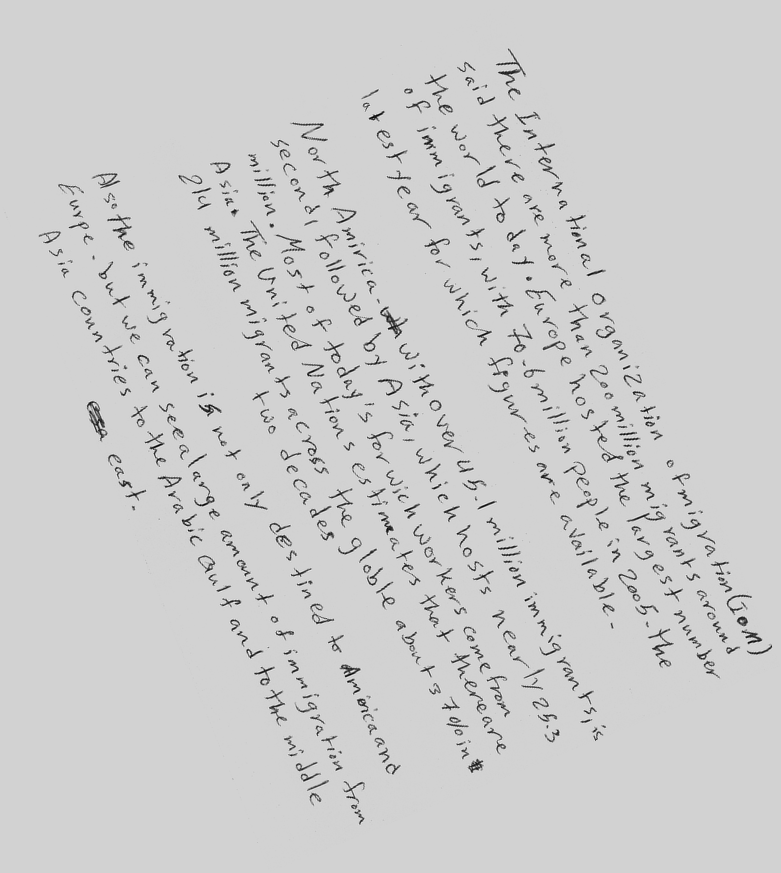 The International organization of migration (IOM)
said there are more than 200 million migrants around
the world to day. Europe hosted the largest number
of immigrants, with 70.6 million people in 2005. the
latest year for which figures are available.
North Amirica. with over 45.1 million immigrants, is
second followed by Asia, which hosts nearly 25.3
million. Most of today is for wich workers come from
Asia. The United Nations estimeates that there are
214 million migrants across the globle about 37% in
two decades
Also the immigration is not only destined to America and
Eurpe. but we can see a large amount of immigration from
Asia countries to the Arabic Gulf and to the middle
east.